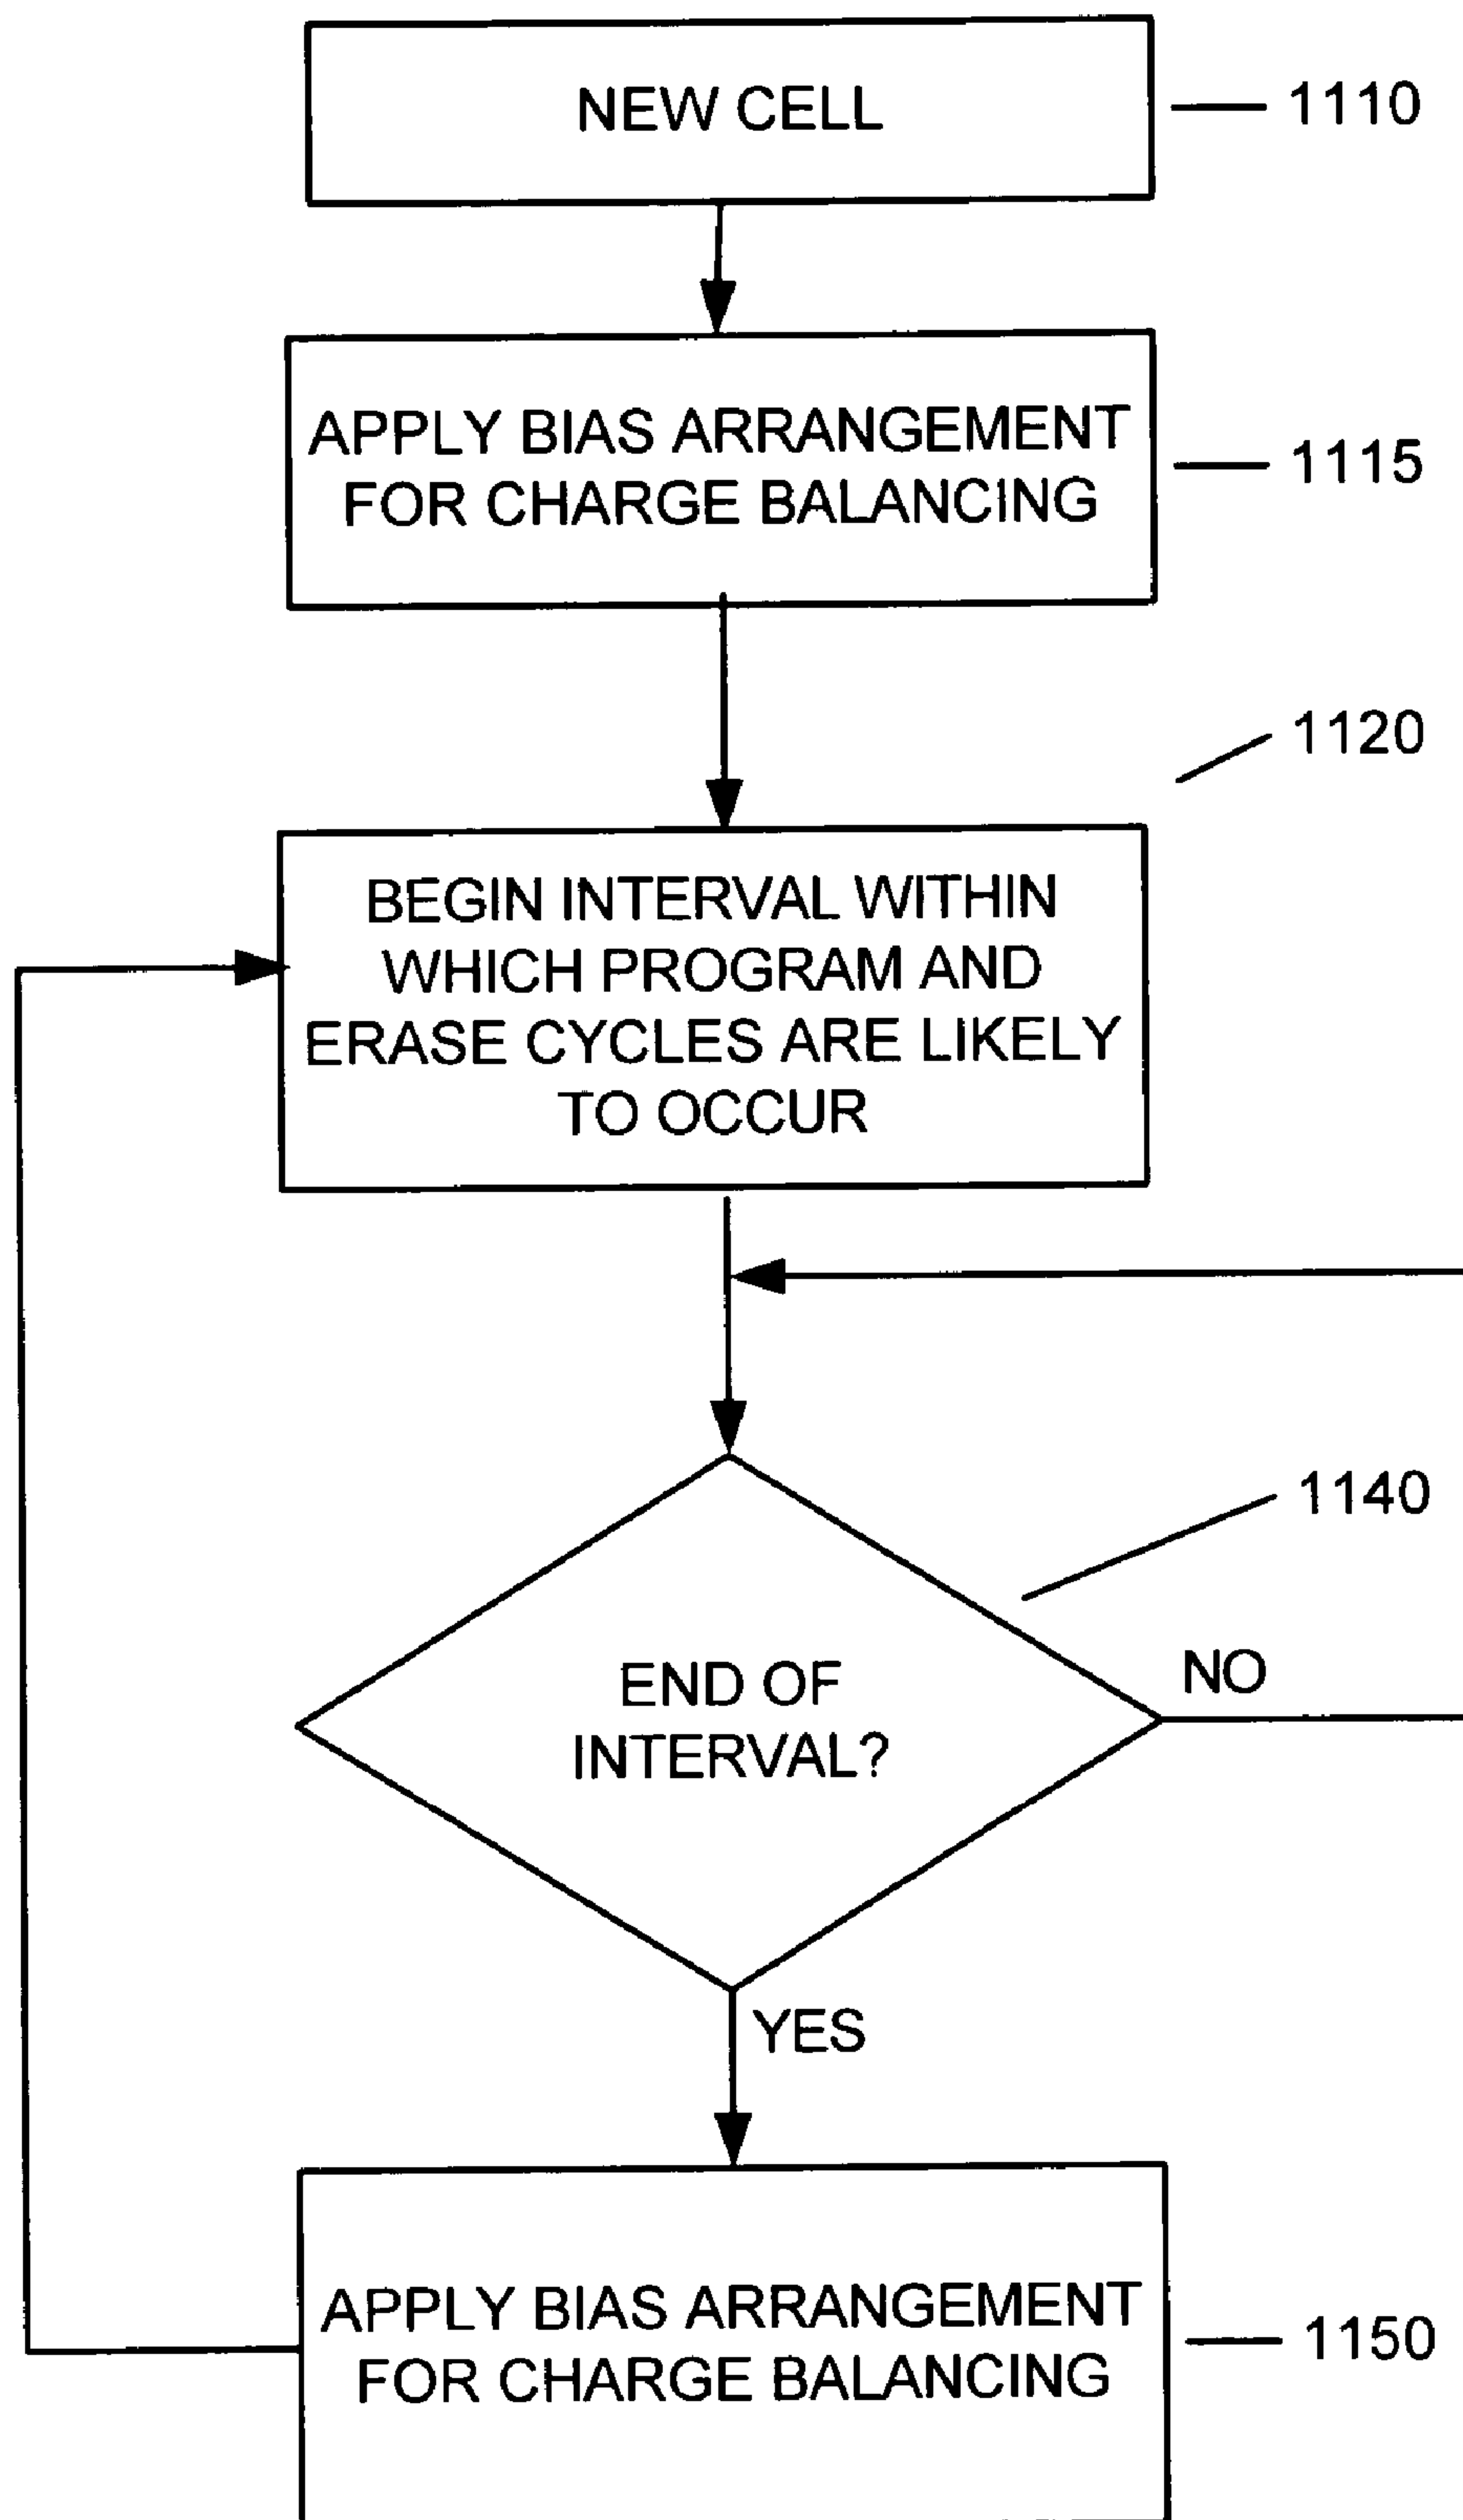 NEW CELL
1110
APPLY BIAS ARRANGEMENT
FOR CHARGE BALANCING
1115
1120
BEGIN INTERVAL WITHIN
WHICH PROGRAM AND
ERASE CYCLES ARE LIKELY
TO OCCUR
1140
END OF
INTERVAL?
NO
YES
APPLY BIAS ARRANGEMENT
FOR CHARGE BALANCING
1150